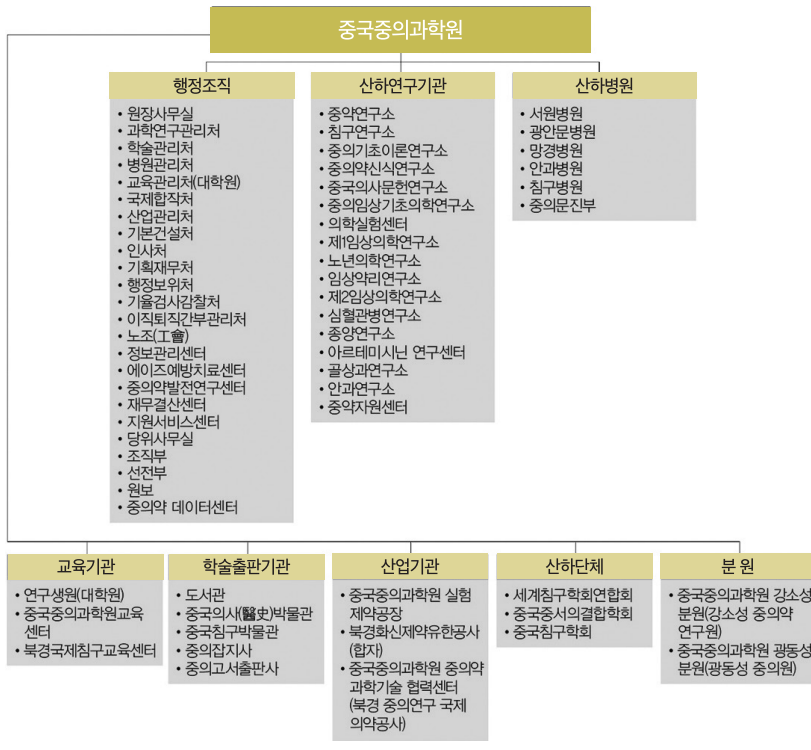 중국중의과학원
행정조직
• 원장사무실
• 과학연구관리처
• 학술관리처
• 병원관리처
• 교육관리처(대학원)
• 국제합작처
• 산업관리처
• 기본건설처
• 인사처
• 기획재무처
• 행정보위처
• 기율검사감찰처
• 이직퇴직간부관리처
• 노조(工會)
• 정보관리센터
• 에이즈예방치료센터
• 중의약발전연구센터
• 재무결산센터
• 지원서비스센터
• 당위사무실
• 조직부
• 선전부
• 원보
• 중의약 데이터센터
산하연구기관
• 중약연구소
• 침구연구소
• 중의기초이론연구소
• 중의약신식연구소
• 중국의사문헌연구소
• 중의임상기초의학연구소
• 의학실험센터
• 제1임상의학연구소
• 노년의학연구소
• 임상약리연구소
• 제2임상의학연구소
• 심혈관병연구소
• 종양연구소
• 아르테미시닌 연구센터
• 골상과연구소
• 안과연구소
• 중약자원센터
산하병원
• 서원병원
• 광안문병원
• 망경병원
• 안과병원
• 침구병원
• 중의문진부
교육기관
• 연구생원(대학원)
• 중국중의과학원교육
센터
• 북경국제침구교육센터
학술출판기관
• 도서관
• 중국의사(醫史)박물관
• 중국침구박물관
• 중의잡지사
• 중의고서출판사
산업기관
• 중국중의과학원 실험
제약공장
• 북경화신제약유한공사
(합자)
• 중국중의과학원 중의약
과학기술 협력센터
(북경 중의연구 국제
의약공사)
산하단체
• 세계침구학회연합회
• 중국중서의결합학회
• 중국침구학회
분 원
• 중국중의과학원 강소성
분원(강소성 중의약
연구원)
• 중국중의과학원 광동성
분원(광동성 중의원)